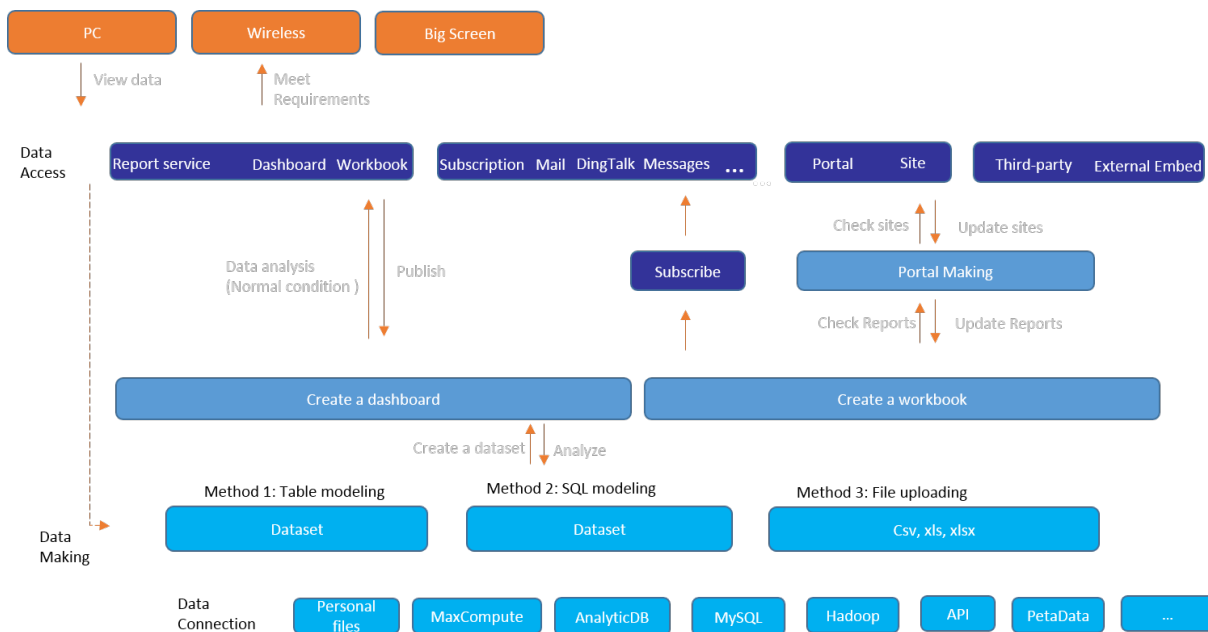 PC
Wireless
Big Screen
View data
Meet
Requirements
Data
Access
Report service
Dashboard
Workbook
Subscription
Mail
DingTalk
Messages
...
Portal
Site
Third-party
External Embed
Check sites
Update sites
Data analysis
(Normal condition )
Publish
Subscribe
Portal Making
Check Reports
Update Reports
Create a dashboard
Create a workbook
Create a dataset
Analyze
Method 1: Table modeling
Method 2: SQL modeling
Method 3: File uploading
Dataset
Dataset
Csv, xls, xlsx
Data
Making
Data
Connection
Personal
files
MaxCompute
AnalyticDB
MySQL
Hadoop
API
PetaData
...